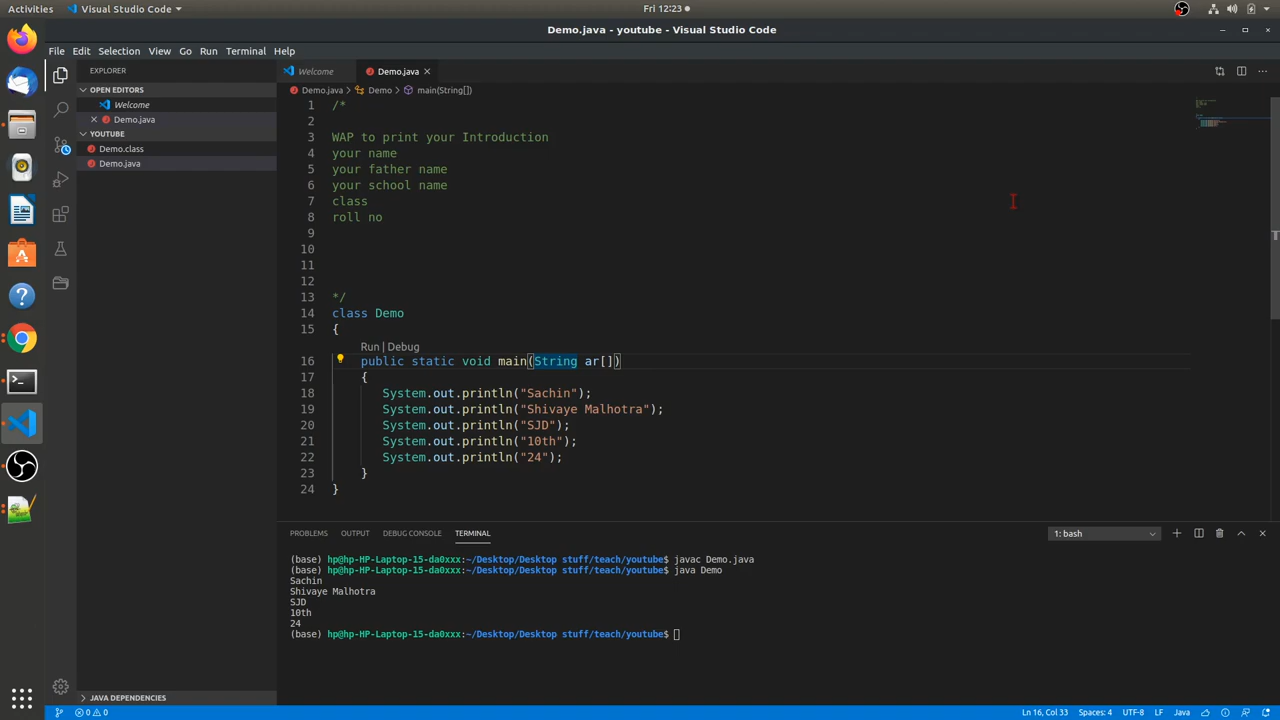 Activities
Visual Studio Code
Fri 12:23
Demo.java - youtube - Visual Studio Code
File Edit Selection View Go Run Terminal Help
EXPLORER
Welcome
Demo.java
OPEN EDITORS
Welcome
Demo.java
YOUTUBE
Demo.class
Demo.java
Demo.java > Demo > main(String[])
1 /*
2
3 WAP to print your Introduction
4 your name
5 your father name
6 your school name
7 class
8 roll no
9
10
11
12
13 */
14 class Demo
15 {
Run | Debug
16 public static void main(String ar[])
17 {
18 System.out.println("Sachin");
19 System.out.println("Shivaye Malhotra");
20 System.out.println("SJD");
21 System.out.println("10th");
22 System.out.println("24");
23 }
24 }
PROBLEMS OUTPUT DEBUG CONSOLE TERMINAL
1: bash
(base) hp@hp-HP-Laptop-15-da0xxx:~/Desktop/Desktop stuff/teach/youtube$ javac Demo.java
(base) hp@hp-HP-Laptop-15-da0xxx:~/Desktop/Desktop stuff/teach/youtube$ java Demo
Sachin
Shivaye Malhotra
SJD
10th
24
(base) hp@hp-HP-Laptop-15-da0xxx:~/Desktop/Desktop stuff/teach/youtube$
JAVA DEPENDENCIES
0 0
Ln 16, Col 33 Spaces: 4 UTF-8 LF Java